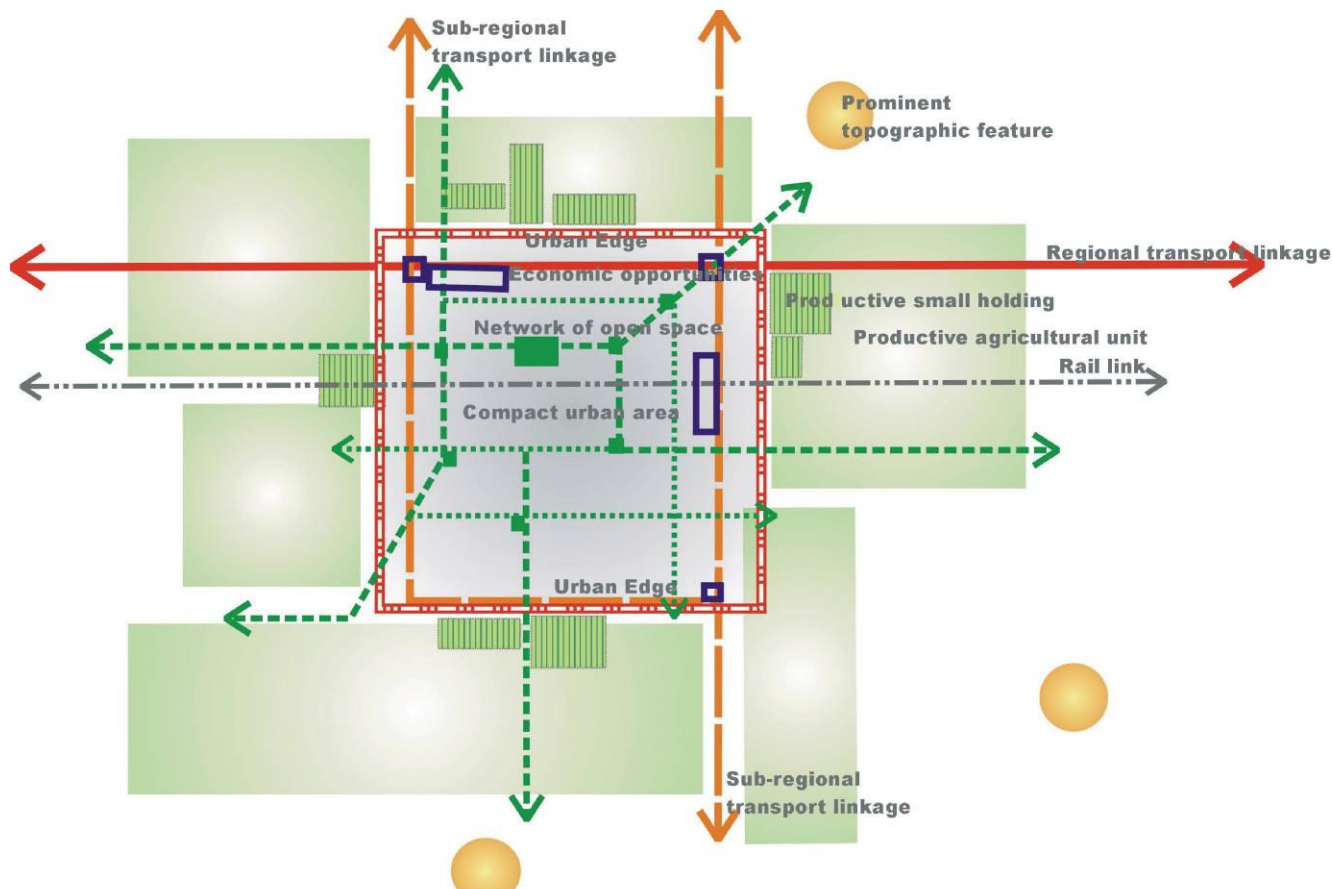 Sub-regional
transport linkage
Prominent
topographic feature
Urban Edge
Regional transport linkage
Economic opportunities
Prod uctive small holding
Network of open space
Productive agricultural unit
Rail link
Compact urban area
Urban Edge
Sub-regional
transport linkage